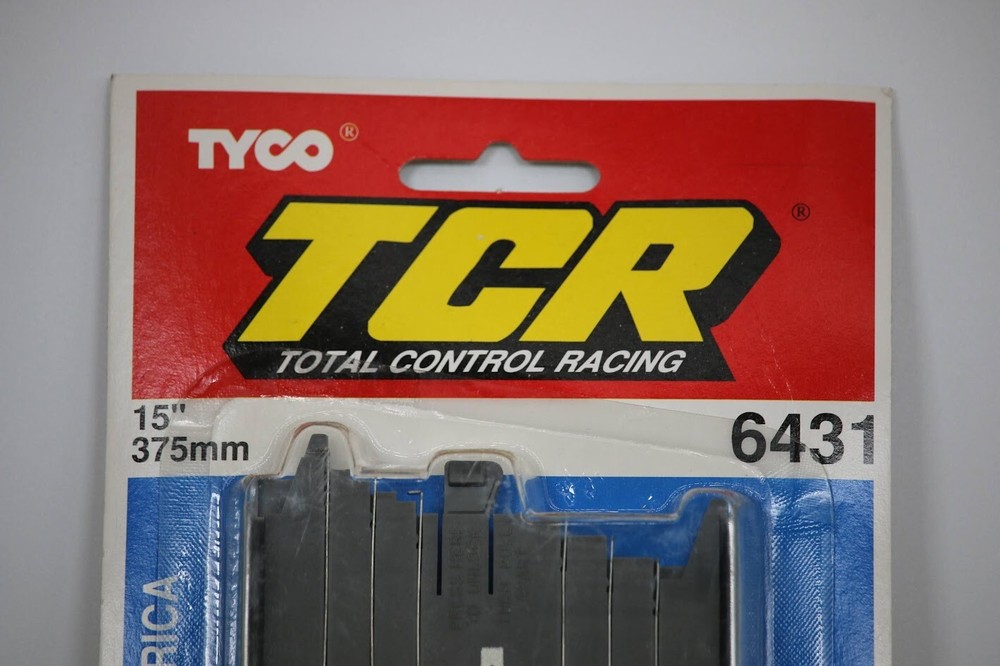 TYCO®
TCR®
TOTAL CONTROL RACING
15"
375mm
6431
RICA